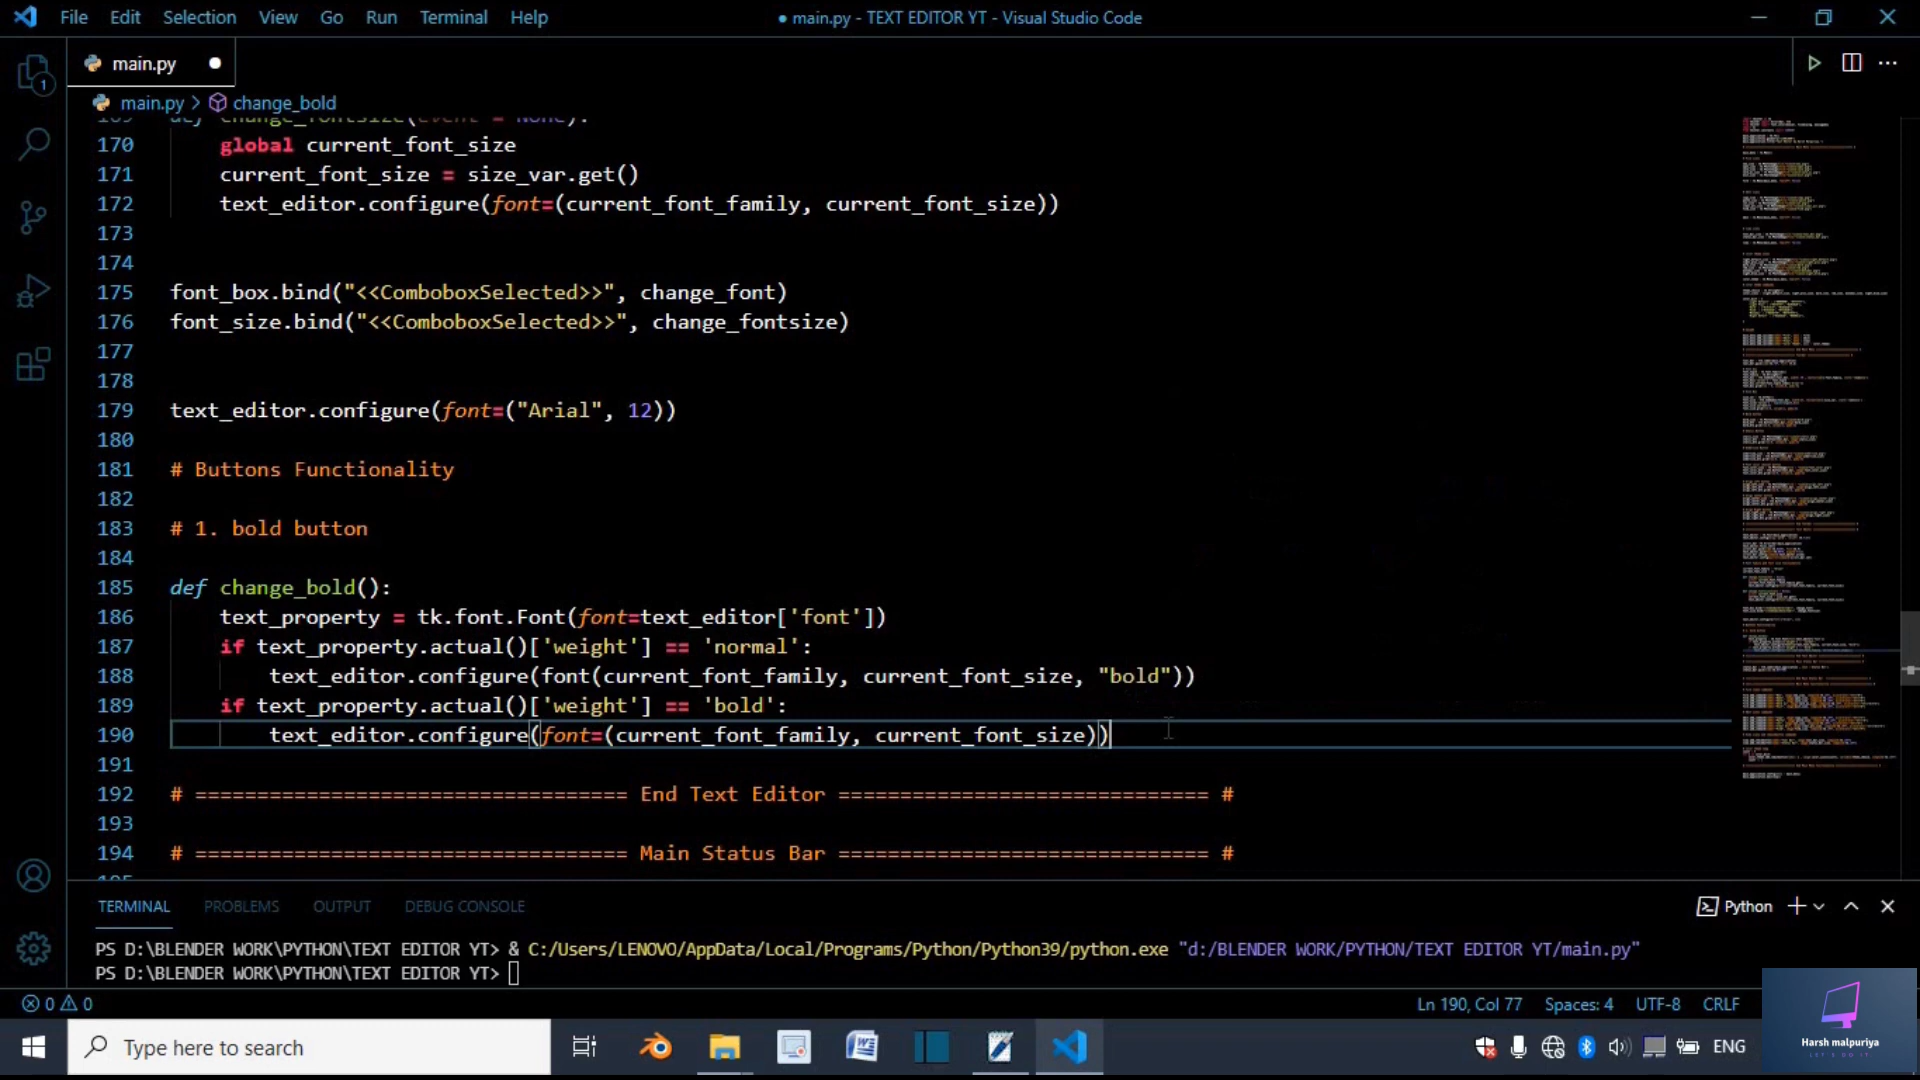 File Edit Selection View Go Run Terminal Help
● main.py - TEXT EDITOR YT - Visual Studio Code
main.py
main.py > change_bold
169 def change_fontsize(event = None):
170 global current_font_size
171 current_font_size = size_var.get()
172 text_editor.configure(font=(current_font_family, current_font_size))
173
174
175 font_box.bind("<<ComboboxSelected>>", change_font)
176 font_size.bind("<<ComboboxSelected>>", change_fontsize)
177
178
179 text_editor.configure(font=("Arial", 12))
180
181 # Buttons Functionality
182
183 # 1. bold button
184
185 def change_bold():
186 text_property = tk.font.Font(font=text_editor['font'])
187 if text_property.actual()['weight'] == 'normal':
188 text_editor.configure(font(current_font_family, current_font_size, "bold"))
189 if text_property.actual()['weight'] == 'bold':
190 text_editor.configure(font=(current_font_family, current_font_size))
191
192 # =================================== End Text Editor ============================== #
193
194 # =================================== Main Status Bar ============================== #
TERMINAL PROBLEMS OUTPUT DEBUG CONSOLE
Python
PS D:\BLENDER WORK\PYTHON\TEXT EDITOR YT> & C:/Users/LENOVO/AppData/Local/Programs/Python/Python39/python.exe "d:/BLENDER WORK/PYTHON/TEXT EDITOR YT/main.py"
PS D:\BLENDER WORK\PYTHON\TEXT EDITOR YT>
0 0
Ln 190, Col 77 Spaces: 4 UTF-8 CRLF
Type here to search
ENG
Harsh malpuriya
LET'S DO IT